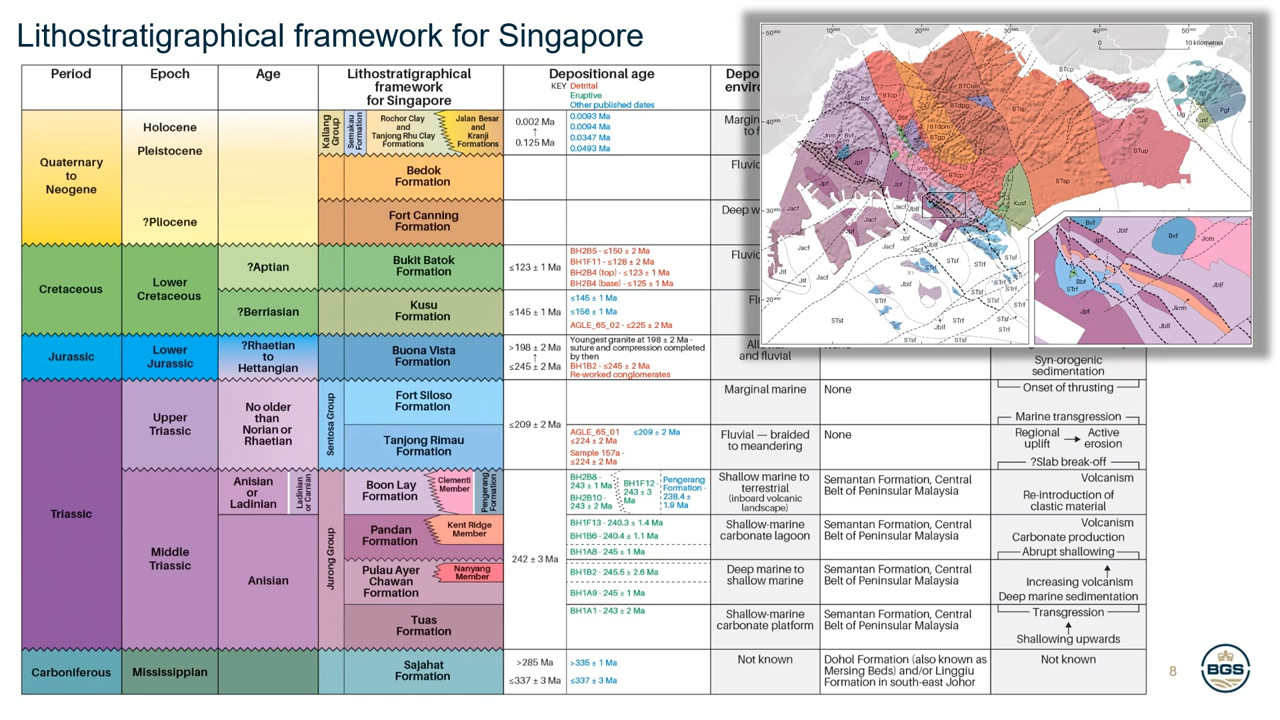 Lithostratigraphical framework for Singapore
Period
Epoch
Age
Lithostratigraphical
framework
for Singapore
Depositional age
KEY Detrital
Eruptive
Other published dates
Quaternary
to
Neogene
Holocene
Pleistocene
?Pliocene
Kallang
Group
Semakau
Formation
Rochor Clay
and
Tanjong Rhu Clay
Formations
Jalan Besar
and
Kranji
Formations
0.002 Ma
↑
0.125 Ma
0.0093 Ma
0.0094 Ma
0.0347 Ma
0.0493 Ma
Bedok
Formation
Fort Canning
Formation
Cretaceous
Lower
Cretaceous
?Aptian
Bukit Batok
Formation
≤123 ± 1 Ma
BH2B5 - ≤150 ± 2 Ma
BH1F11 - ≤128 ± 2 Ma
BH2B4 (top) - ≤123 ± 1 Ma
BH2B4 (base) - ≤125 ± 1 Ma
?Berriasian
Kusu
Formation
≤145 ± 1 Ma
≤145 ± 1 Ma
≤156 ± 1 Ma
AGLE_65_02 - ≤225 ± 2 Ma
Jurassic
Lower
Jurassic
?Rhaetian
to
Hettangian
Buona Vista
Formation
>198 ± 2 Ma
↑
≤245 ± 2 Ma
Youngest granite at 198 ± 2 Ma -
suture and compression completed
by then
BH1B2 - ≤245 ± 2 Ma
Re-worked conglomerates
and fluvial
Syn-orogenic
sedimentation
Triassic
Upper
Triassic
No older
than
Norian or
Rhaetian
Sentosa Group
Fort Siloso
Formation
≤209 ± 2 Ma
Marginal marine
None
Onset of thrusting
Marine transgression
Tanjong Rimau
Formation
AGLE_65_01
≤224 ± 2 Ma
≤209 ± 2 Ma
Sample 157a -
≤224 ± 2 Ma
Fluvial — braided
to meandering
None
Regional → Active
uplift erosion
?Slab break-off
Middle
Triassic
Anisian
or
Ladinian
Ladinian
or Carnian
Jurong Group
Boon Lay
Formation
Clementi
Member
Pengerang
Formation
242 ± 3 Ma
BH2B8 -
243 ± 1 Ma
BH2B10 -
243 ± 2 Ma
BH1F12 -
243 ± 3
Ma
Pengerang
Formation -
238.4 ±
1.9 Ma
Shallow marine to
terrestrial
(inboard volcanic
landscape)
Semantan Formation, Central
Belt of Peninsular Malaysia
Volcanism
Re-introduction of
clastic material
Anisian
Pandan
Formation
Kent Ridge
Member
BH1F13 - 240.3 ± 1.4 Ma
BH1B6 - 240.4 ± 1.1 Ma
BH1A8 - 245 ± 1 Ma
Shallow-marine
carbonate lagoon
Semantan Formation, Central
Belt of Peninsular Malaysia
Volcanism
Carbonate production
Abrupt shallowing
Pulau Ayer
Chawan
Formation
Nanyang
Member
BH1B2 - 245.5 ± 2.6 Ma
BH1A9 - 245 ± 1 Ma
Deep marine to
shallow marine
Semantan Formation, Central
Belt of Peninsular Malaysia
↑
Increasing volcanism
Deep marine sedimentation
Tuas
Formation
BH1A1 - 243 ± 2 Ma
Shallow-marine
carbonate platform
Semantan Formation, Central
Belt of Peninsular Malaysia
Transgression
↑
Shallowing upwards
Carboniferous
Mississippian
Sajahat
Formation
>285 Ma
≤337 ± 3 Ma
>335 ± 1 Ma
≤337 ± 3 Ma
Not known
Dohol Formation (also known as
Mersing Beds) and/or Linggiu
Formation in south-east Johor
Not known
8
BGS
10 kilometres
BTcp
BTsp
BTup
Kusf
Jblf
Jpf
Jacf
STsf
STrf
Bvf
Jcm
Bbf
Jkrm